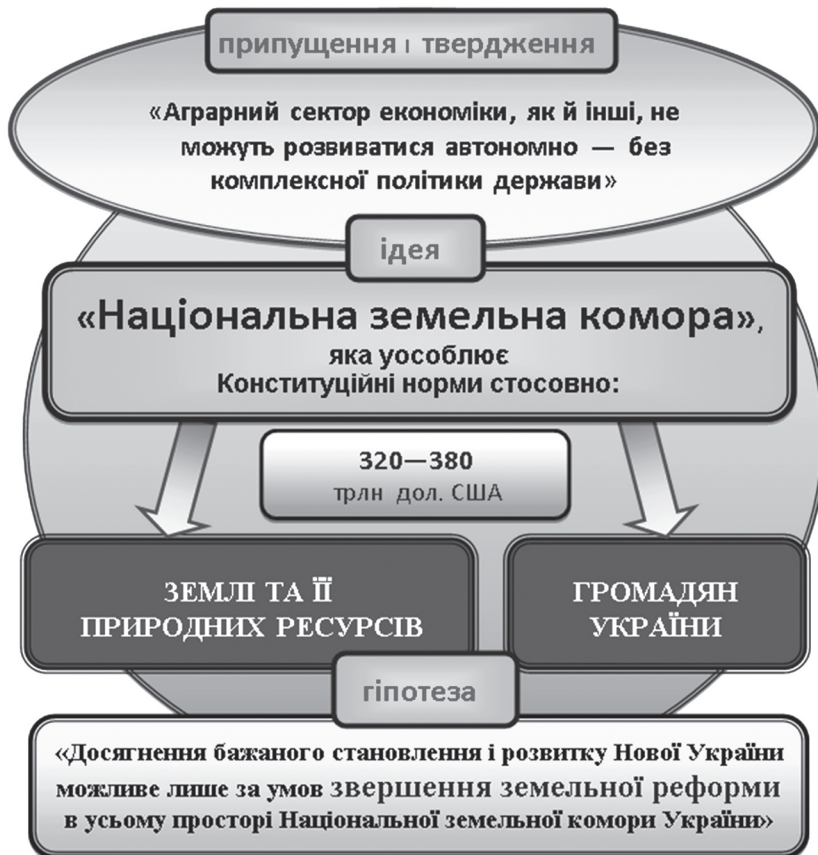 припущення і твердження
«Аграрний сектор економіки, як й інші, не
можуть розвиватися автономно — без
комплексної політики держави»
ідея
«Національна земельна комора»,
яка уособлює
Конституційні норми стосовно:
320—380
трлн дол. США
ЗЕМЛІ ТА ЇЇ
ПРИРОДНИХ РЕСУРСІВ
ГРОМАДЯН
УКРАЇНИ
гіпотеза
«Досягнення бажаного становлення і розвитку Нової України
можливе лише за умов звершення земельної реформи
в усьому просторі Національної земельної комори України»